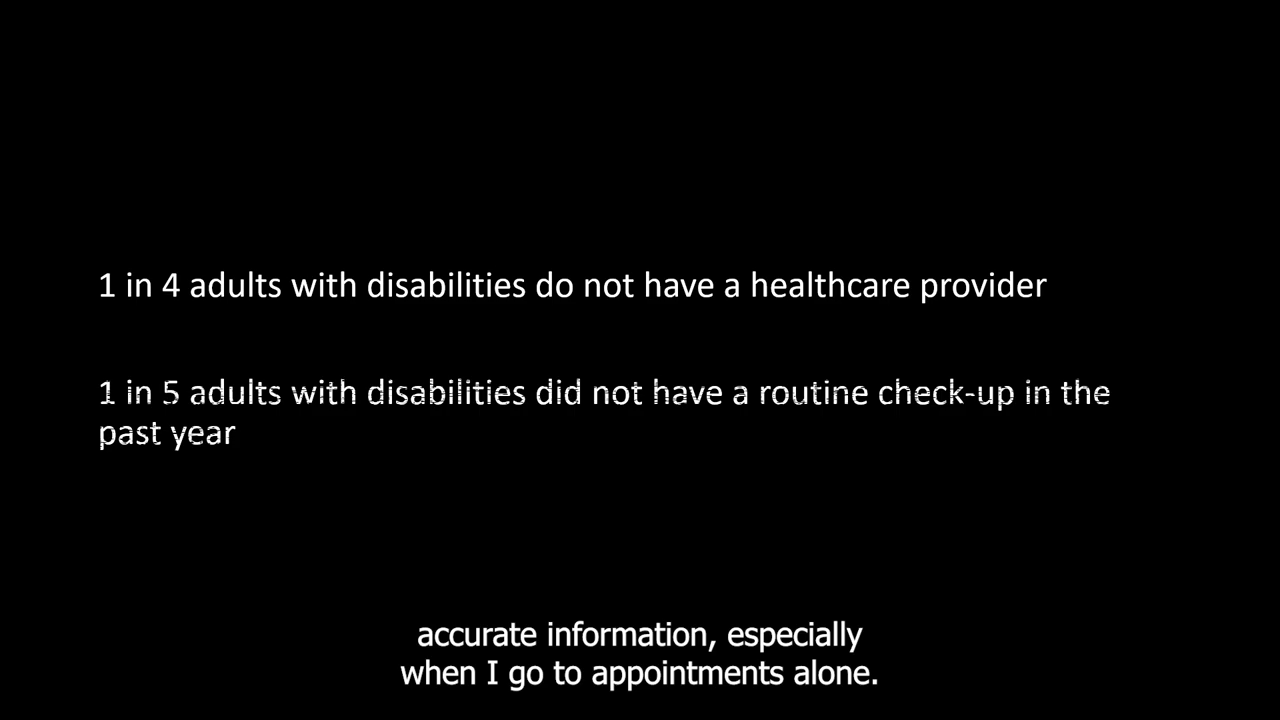 1 in 4 adults with disabilities do not have a healthcare provider
1 in 5 adults with disabilities did not have a routine check-up in the
past year
accurate information, especially
when I go to appointments alone.